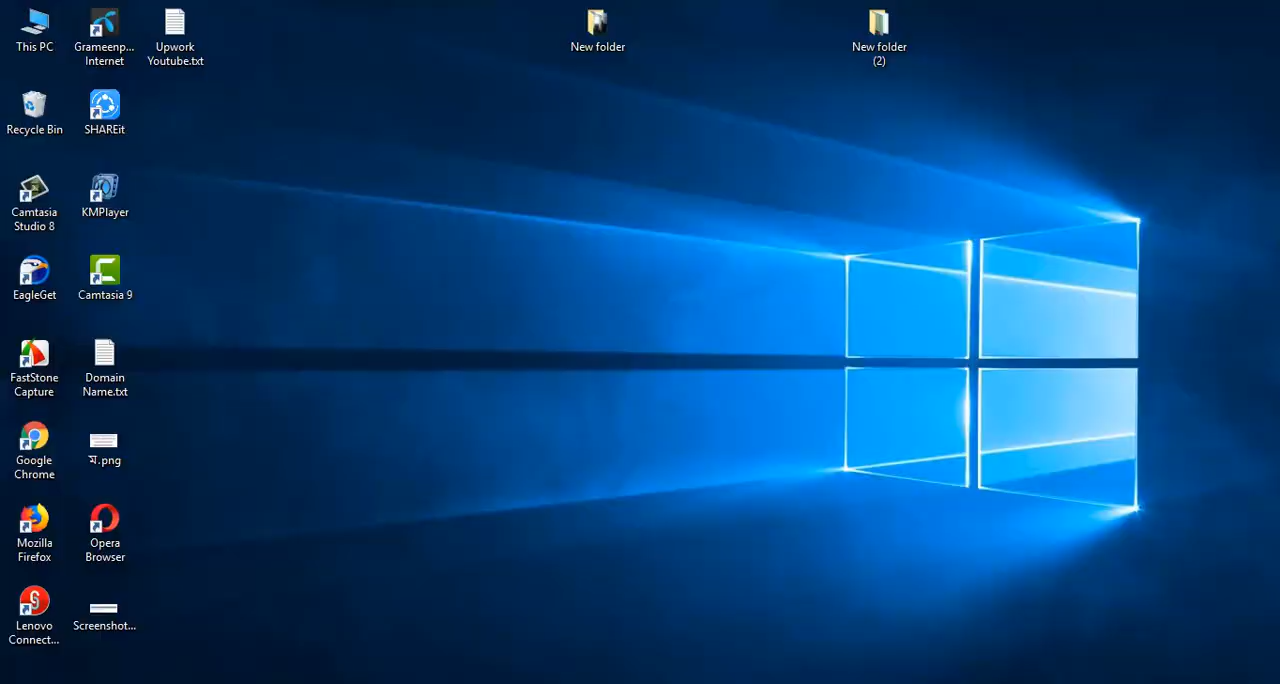 This PC
Grameenp...
Internet
Upwork
Youtube.txt
New folder
New folder
(2)
Recycle Bin
SHAREit
Camtasia
Studio 8
KMPlayer
EagleGet
Camtasia 9
FastStone
Capture
Domain
Name.txt
Google
Chrome
ম.png
Mozilla
Firefox
Opera
Browser
Lenovo
Connect...
Screenshot...